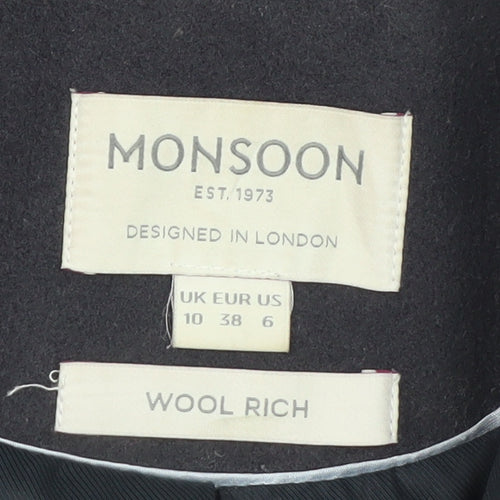 MONSOON
EST. 1973
DESIGNED IN LONDON
UK EUR US
10 38 6
WOOL RICH